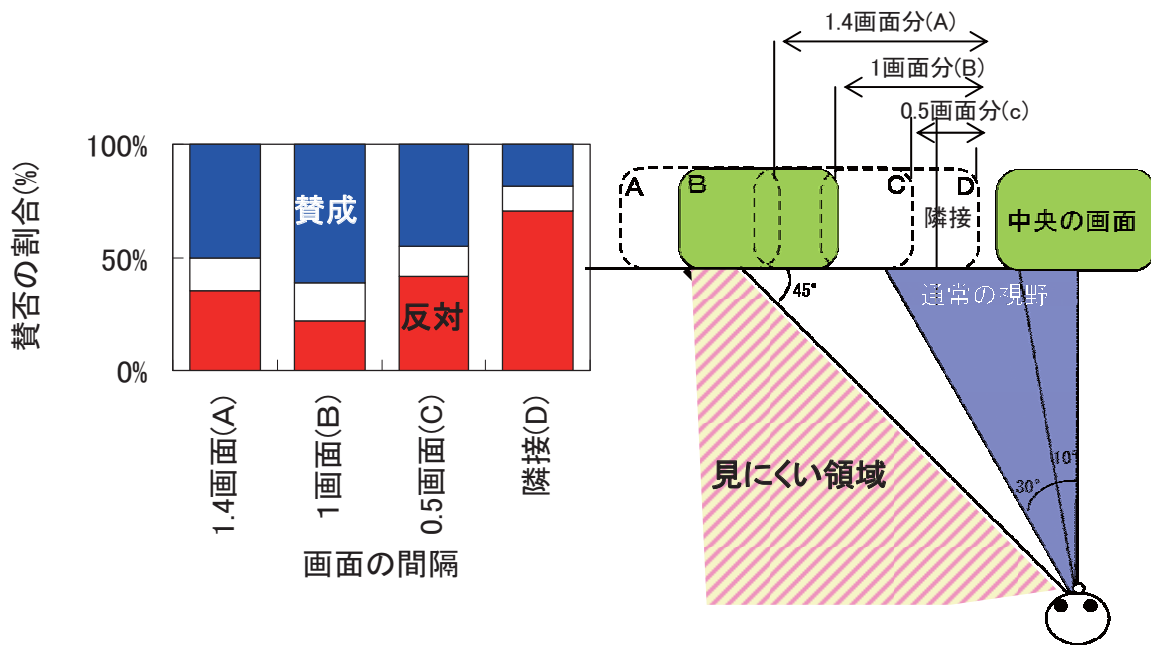 賛否の割合(%)
100%
50%
0%
賛成
反対
1.4画面(A)
1画面(B)
0.5画面(C)
隣接(D)
画面の間隔
1.4画面分(A)
1画面分(B)
0.5画面分(c)
A
B
C
D
隣接
中央の画面
45°
通常の視野
見にくい領域
30°
10°